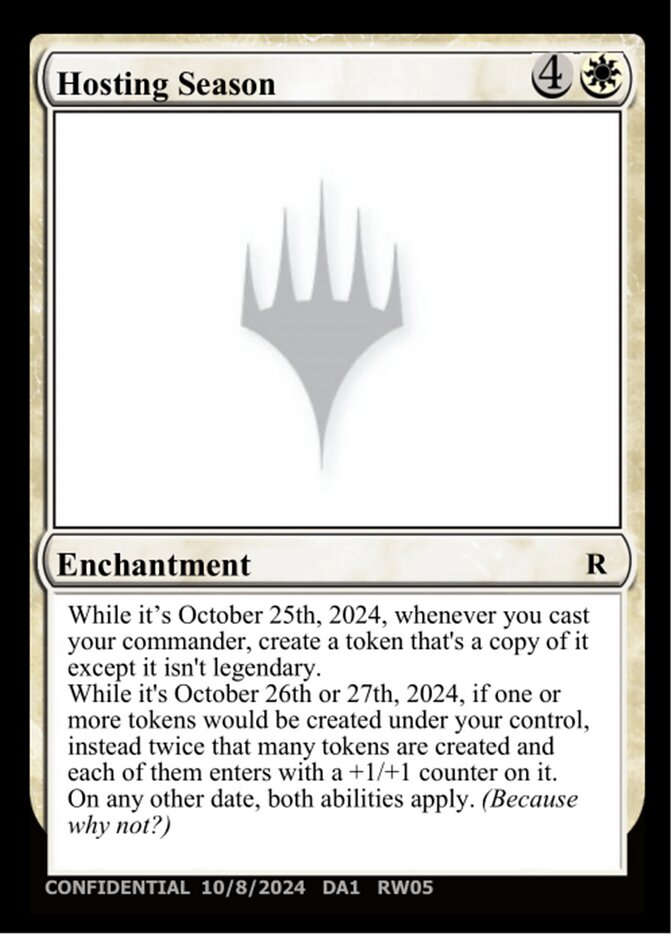 Hosting Season 4
Enchantment R
While it’s October 25th, 2024, whenever you cast
your commander, create a token that's a copy of it
except it isn't legendary.
While it's October 26th or 27th, 2024, if one or
more tokens would be created under your control,
instead twice that many tokens are created and
each of them enters with a +1/+1 counter on it.
On any other date, both abilities apply. (Because
why not?)
CONFIDENTIAL 10/8/2024 DA1 RW05